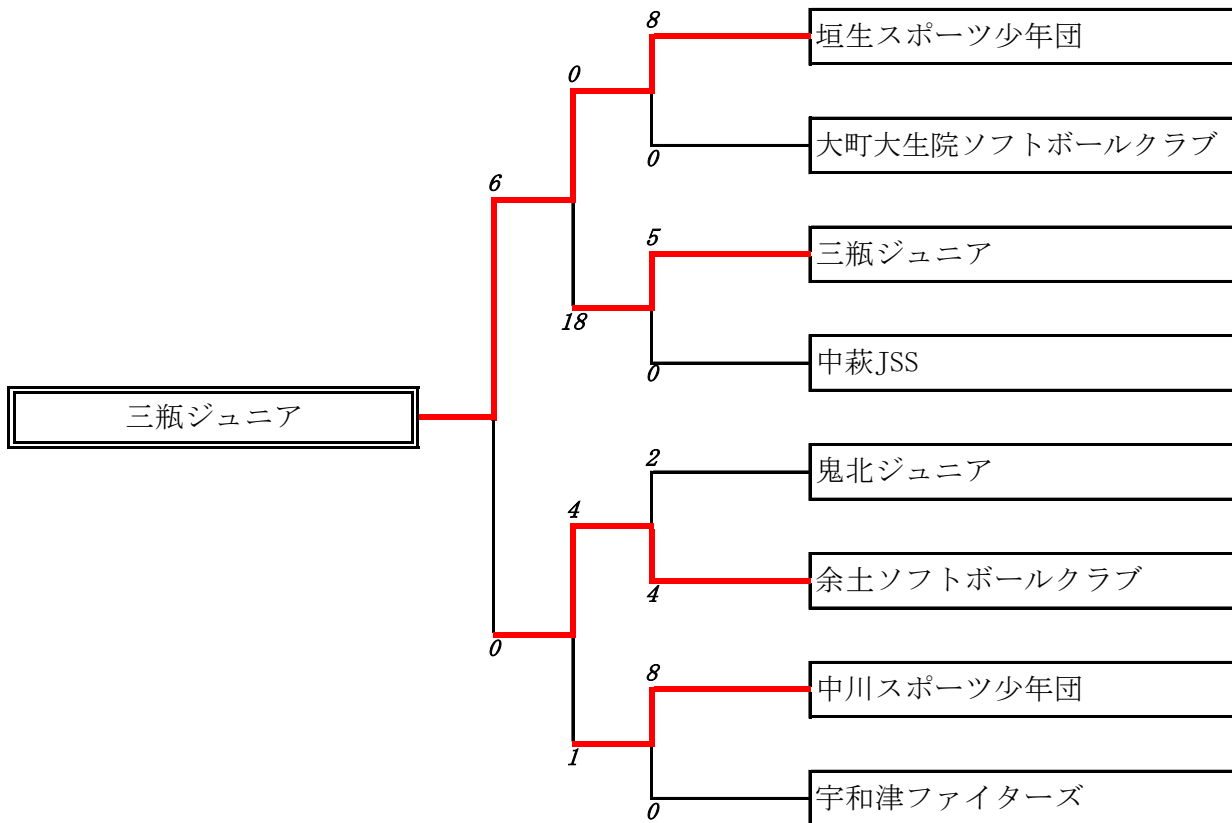 8
垣生スポーツ少年団
0
大町大生院ソフトボールクラブ
0
6
5
三瓶ジュニア
18
中萩JSS
0
三瓶ジュニア
2
鬼北ジュニア
4
余土ソフトボールクラブ
4
0
8
中川スポーツ少年団
1
宇和津ファイターズ
0